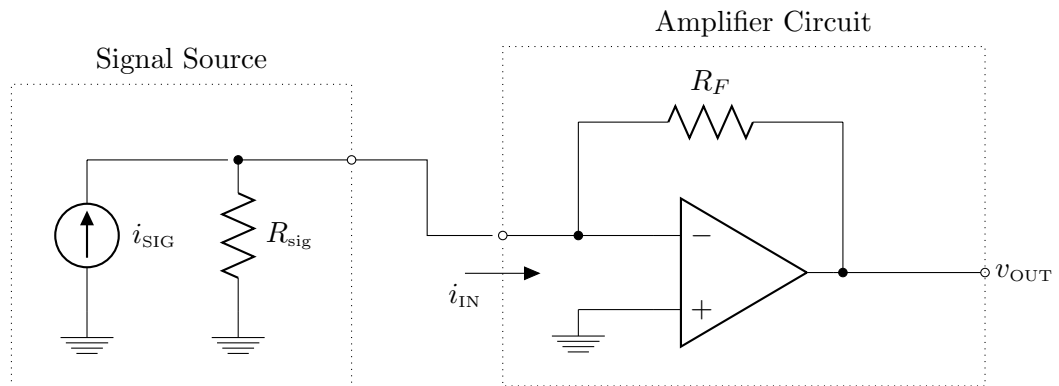 Amplifier Circuit
Signal Source
R_F
i_SIG
R_sig
−
i_IN
+
v_OUT